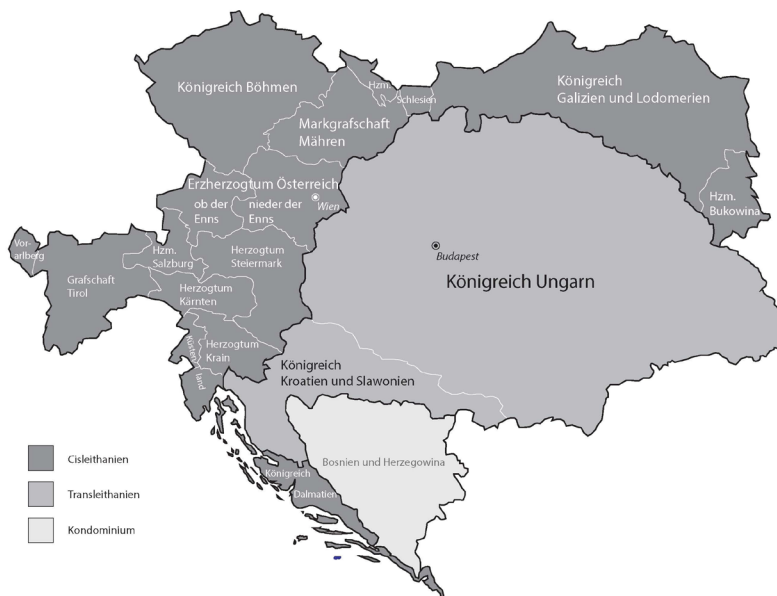 Königreich Böhmen
Hzm.
Schlesien
Markgrafschaft
Mähren
Königreich
Galizien und Lodomerien
Hzm.
Bukowina
Erzherzogtum Österreich
ob der
Enns
nieder der
Enns
Wien
Vor-
arlberg
Grafschaft
Tirol
Hzm.
Salzburg
Herzogtum
Steiermark
Herzogtum
Kärnten
Küsten
land
Herzogtum
Krain
Budapest
Königreich Ungarn
Königreich
Kroatien und Slawonien
Bosnien und Herzegowina
Königreich
Dalmatien
Cisleithanien
Transleithanien
Kondominium